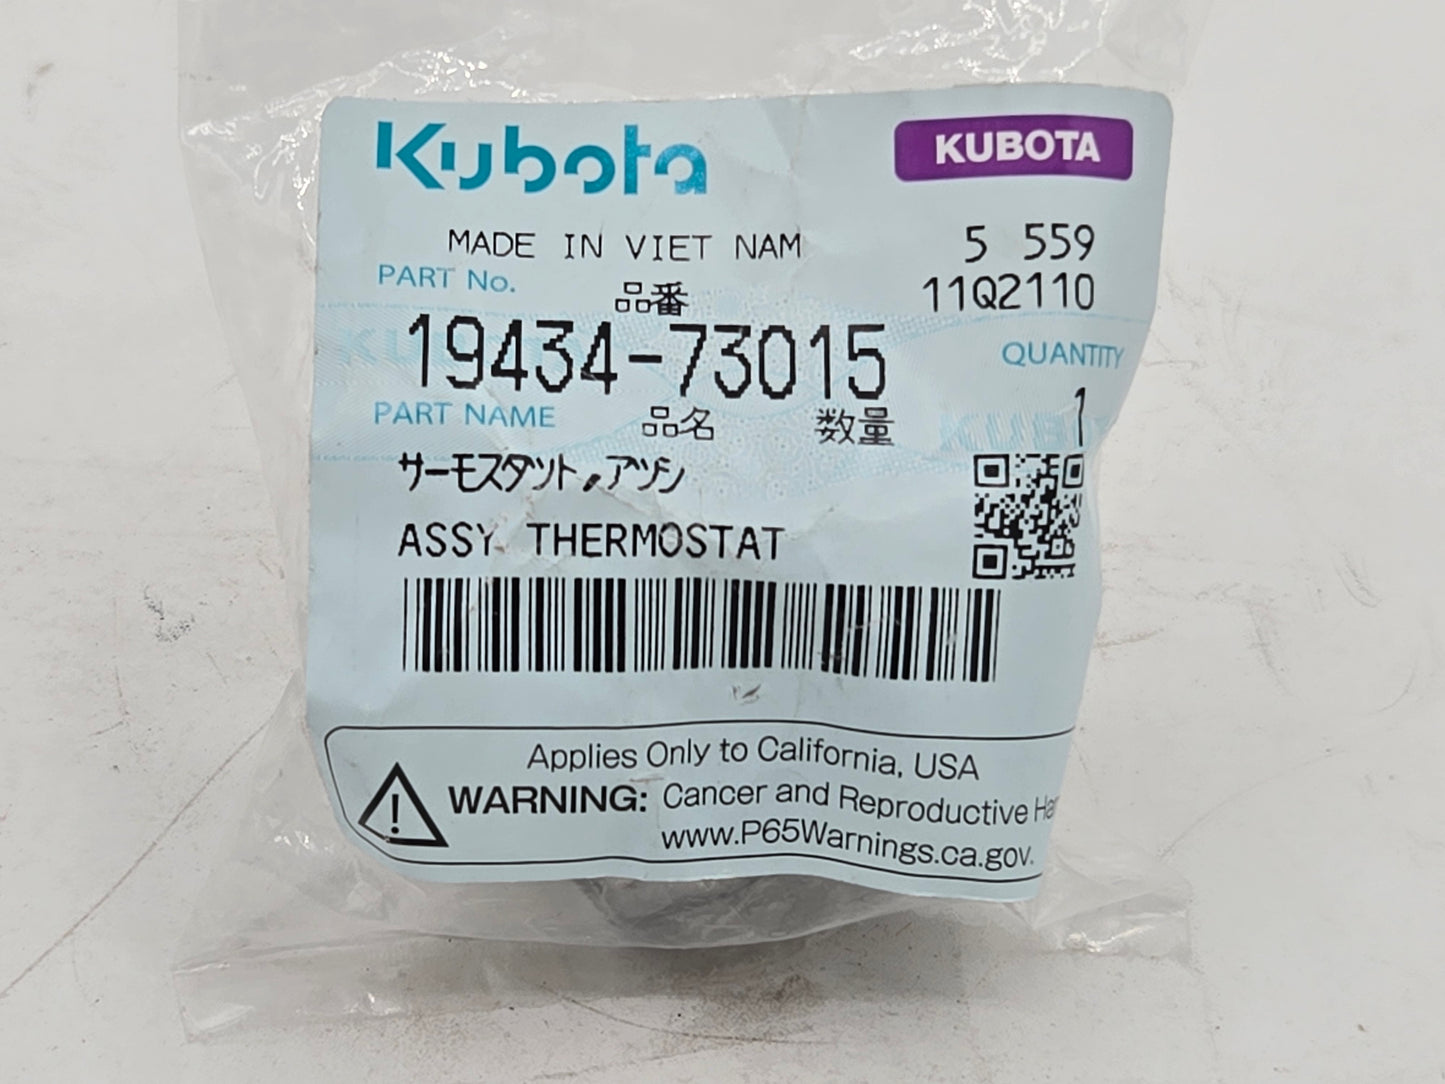 Kubota
KUBOTA
MADE IN VIET NAM
5 559
PART No.
品番
11Q2110
19434-73015
QUANTITY
PART NAME
品名
数量
1
サーモスタツト,アツシ
ASSY THERMOSTAT
Applies Only to California, USA
WARNING: Cancer and Reproductive
www.P65Warnings.ca.gov.